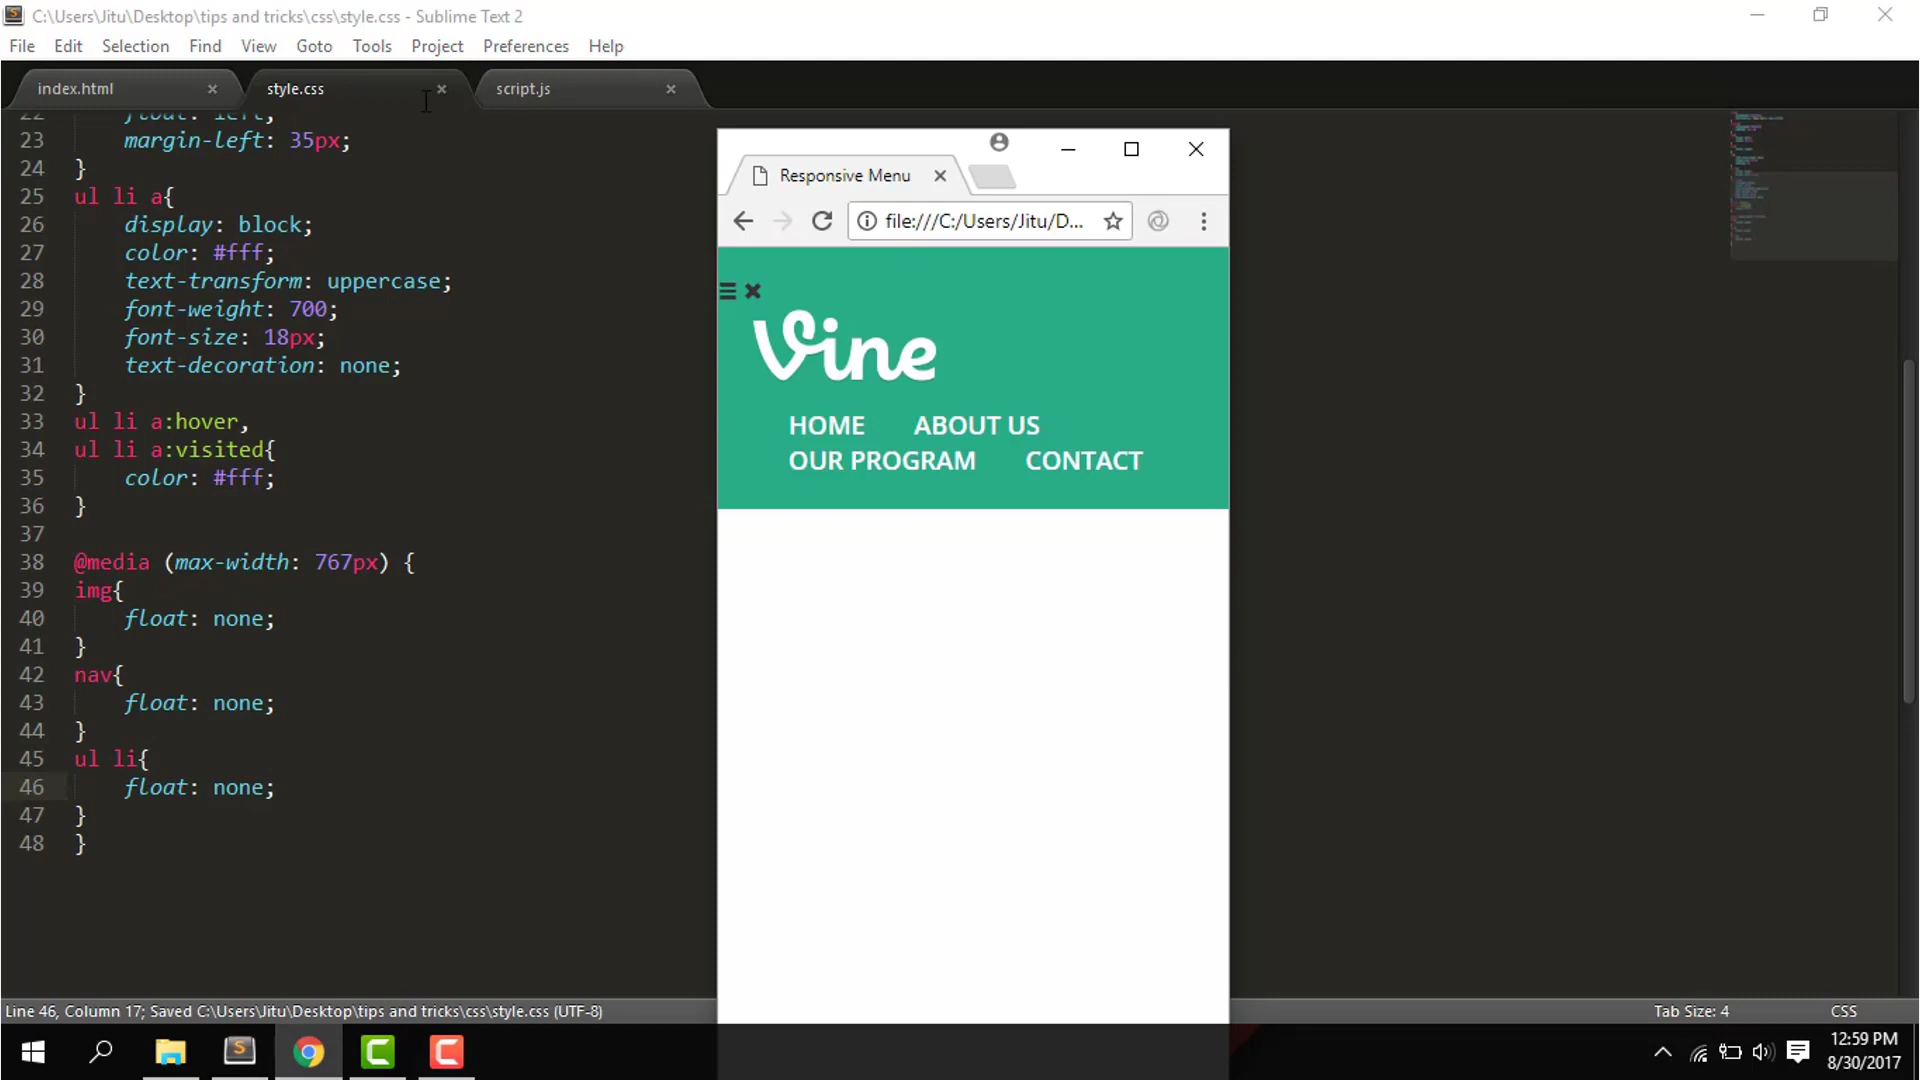 C:\Users\Jitu\Desktop\tips and tricks\css\style.css - Sublime Text 2
File Edit Selection Find View Goto Tools Project Preferences Help
index.html × style.css × script.js ×
22 float: left;
23 margin-left: 35px;
24 }
25 ul li a{
26 display: block;
27 color: #fff;
28 text-transform: uppercase;
29 font-weight: 700;
30 font-size: 18px;
31 text-decoration: none;
32 }
33 ul li a:hover,
34 ul li a:visited{
35 color: #fff;
36 }
37
38 @media (max-width: 767px) {
39 img{
40 float: none;
41 }
42 nav{
43 float: none;
44 }
45 ul li{
46 float: none;
47 }
48 }
Responsive Menu
file:///C:/Users/Jitu/D...
Vine
HOME ABOUT US
OUR PROGRAM CONTACT
Line 46, Column 17; Saved C:\Users\Jitu\Desktop\tips and tricks\css\style.css (UTF-8)
Tab Size: 4 CSS
12:59 PM
8/30/2017